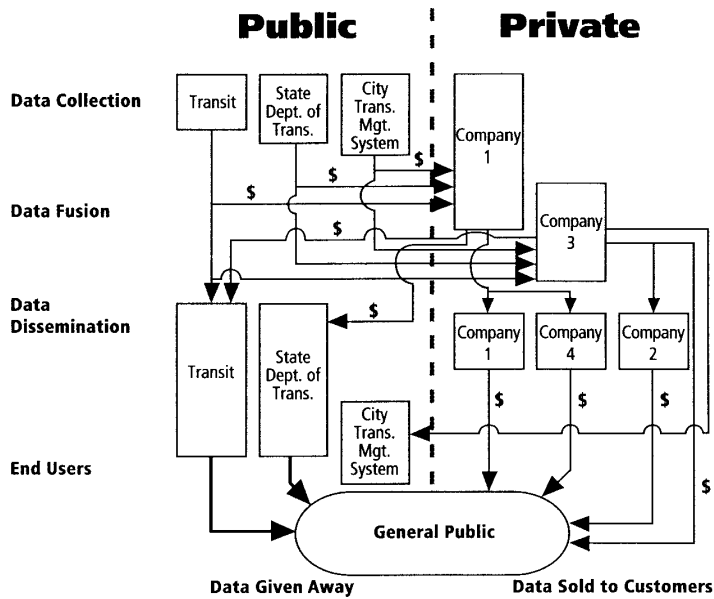 Public
Private
Data Collection
Transit
State
Dept. of
Trans.
City
Trans.
Mgt.
System
Company
1
$
$
$
Data Fusion
$
Company
3
Data
Dissemination
$
Transit
State
Dept. of
Trans.
Company
1
Company
4
Company
2
$
$
$
City
Trans.
Mgt.
System
End Users
$
General Public
Data Given Away
Data Sold to Customers